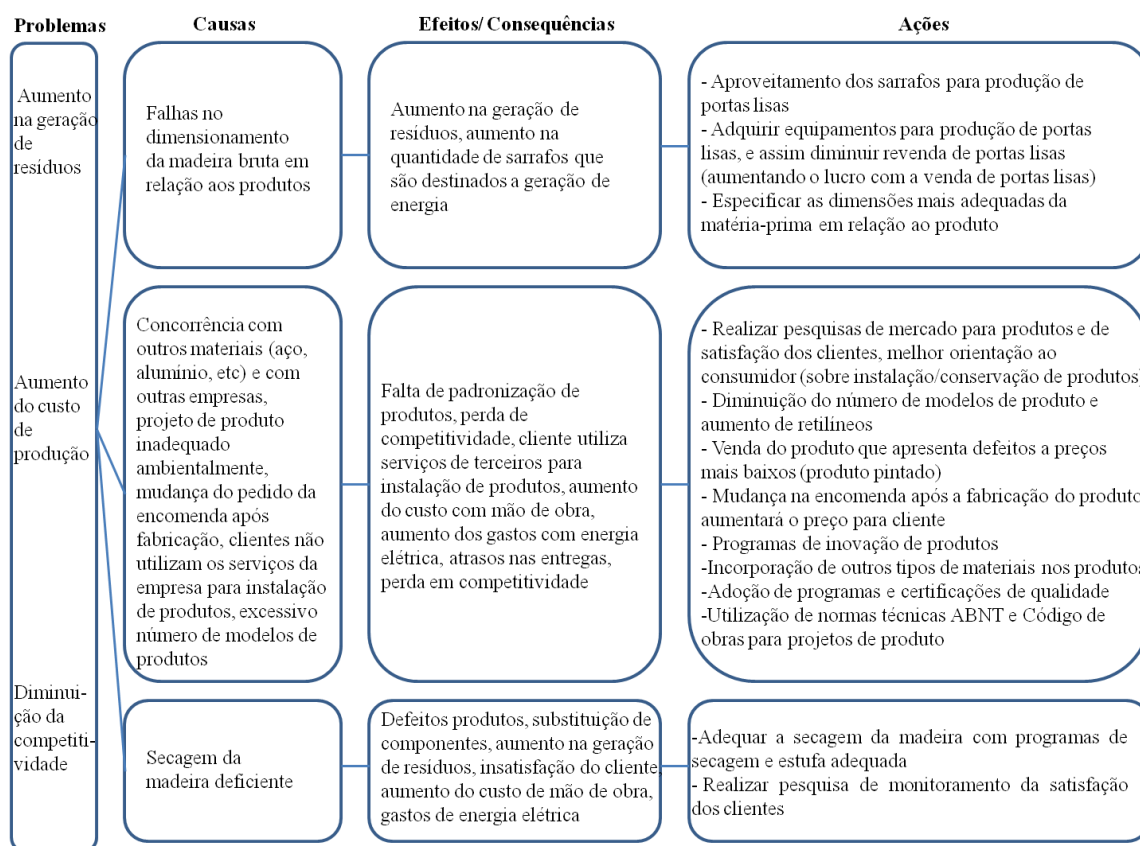 Problemas
Causas
Efeitos/ Consequências
Ações
Aumento
na geração
de
resíduos
Aumento
do custo
de
produção
Diminui-
ção da
competiti-
vidade
Falhas no
dimensionamento
da madeira bruta em
relação aos produtos
Aumento na geração de
resíduos, aumento na
quantidade de sarrafos que
são destinados a geração de
energia
- Aproveitamento dos sarrafos para produção de
portas lisas
- Adquirir equipamentos para produção de portas
lisas, e assim diminuir revenda de portas lisas
(aumentando o lucro com a venda de portas lisas)
- Especificar as dimensões mais adequadas da
matéria-prima em relação ao produto
Concorrência com
outros materiais (aço,
alumínio, etc) e com
outras empresas,
projeto de produto
inadequado
ambientalmente,
mudança do pedido da
encomenda após
fabricação, clientes não
utilizam os serviços da
empresa para instalação
de produtos, excessivo
número de modelos de
produtos
Falta de padronização de
produtos, perda de
competitividade, cliente utiliza
serviços de terceiros para
instalação de produtos, aumento
do custo com mão de obra,
aumento dos gastos com energia
elétrica, atrasos nas entregas,
perda em competitividade
- Realizar pesquisas de mercado para produtos e de
satisfação dos clientes, melhor orientação ao
consumidor (sobre instalação/conservação de produtos)
- Diminuição do número de modelos de produto e
aumento de retilíneos
- Venda do produto que apresenta defeitos a preços
mais baixos (produto pintado)
- Mudança na encomenda após a fabricação do produto
aumentará o preço para cliente
- Programas de inovação de produtos
-Incorporação de outros tipos de materiais nos produtos
-Adoção de programas e certificações de qualidade
-Utilização de normas técnicas ABNT e Código de
obras para projetos de produto
Secagem da
madeira deficiente
Defeitos produtos, substituição de
componentes, aumento na geração
de resíduos, insatisfação do cliente,
aumento do custo de mão de obra,
gastos de energia elétrica
-Adequar a secagem da madeira com programas de
secagem e estufa adequada
- Realizar pesquisa de monitoramento da satisfação
dos clientes